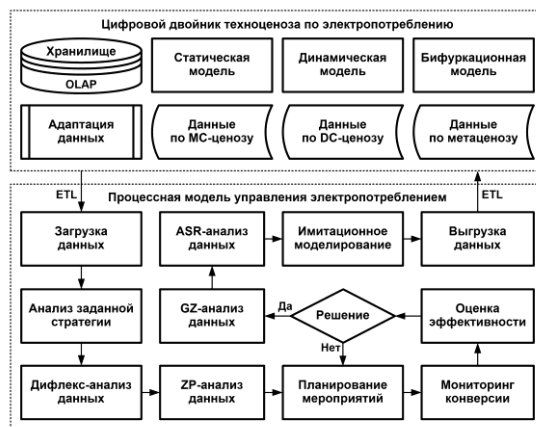 Цифровой двойник техноценоза по электропотреблению
Хранилище
OLAP
Статическая
модель
Динамическая
модель
Бифуркационная
модель
Адаптация
данных
Данные
по МС-ценозу
Данные
по DC-ценозу
Данные
по метаценозу
ETL
Процессная модель управления электропотреблением
ETL
Загрузка
данных
ASR-анализ
данных
Имитационное
моделирование
Выгрузка
данных
Анализ заданной
стратегии
GZ-анализ
данных
Да
Решение
Нет
Оценка
эффективности
Дифлекс-анализ
данных
ZP-анализ
данных
Планирование
мероприятий
Мониторинг
конверсии